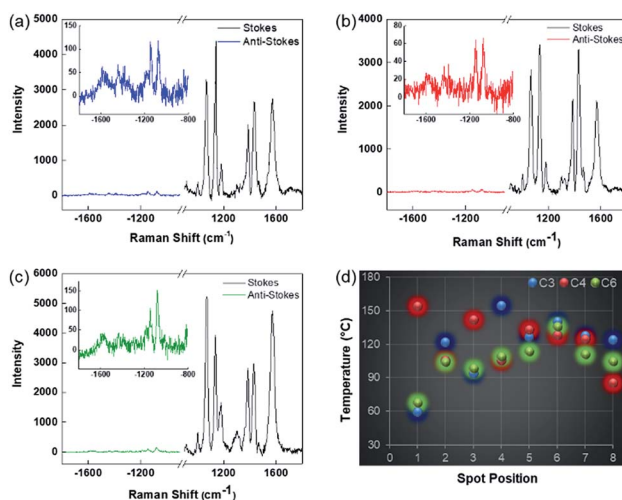 (a)
5000
4000
3000
2000
1000
0
Intensity
Stokes
Anti-Stokes
150
100
50
0
-1600
-1200
-800
-1600
-1200
1200
1600
Raman Shift (cm-1)
(b)
4000
3000
2000
1000
0
Intensity
Stokes
Anti-Stokes
80
60
40
20
0
-1600
-1200
-800
-1600
-1200
1200
1600
Raman Shift (cm-1)
(c)
6000
5000
4000
3000
2000
1000
0
Intensity
Stokes
Anti-Stokes
150
100
50
0
-1600
-1200
-800
-1600
-1200
1200
1600
Raman Shift (cm-1)
(d)
180
150
120
90
60
30
Temperature (°C)
C3 C4 C6
0 1 2 3 4 5 6 7 8
Spot Position